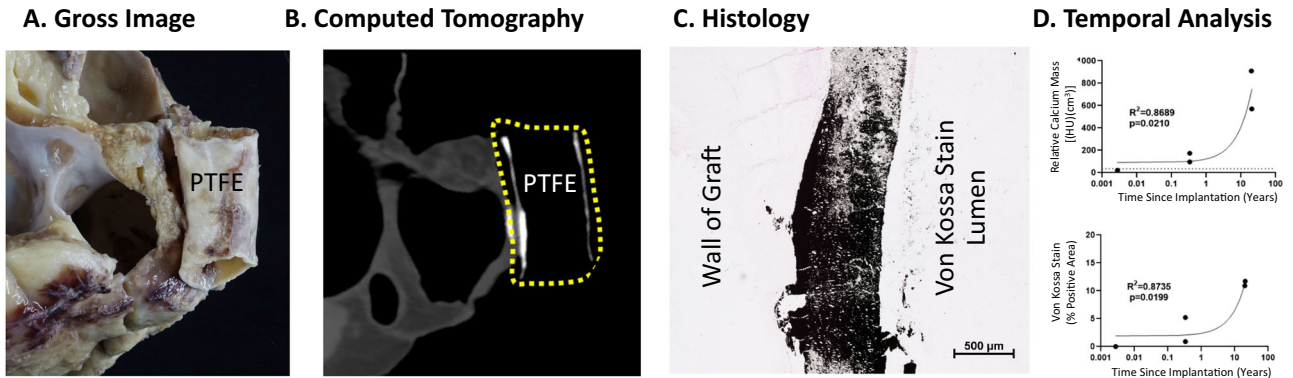 A. Gross Image
B. Computed Tomography
C. Histology
D. Temporal Analysis
PTFE
PTFE
Wall of Graft
Von Kossa Stain
Lumen
500 µm
Relative Calcium Mass
[(HU)(cm³)]
1000
800
600
400
200
0
R²=0.8689
p=0.0210
0.001 0.01 0.1 1 10 100
Time Since Implantation (Years)
Von Kossa Stain
(% Positive Area)
20
15
10
5
0
R²=0.8735
p=0.0199
0.001 0.01 0.1 1 10 100
Time Since Implantation (Years)